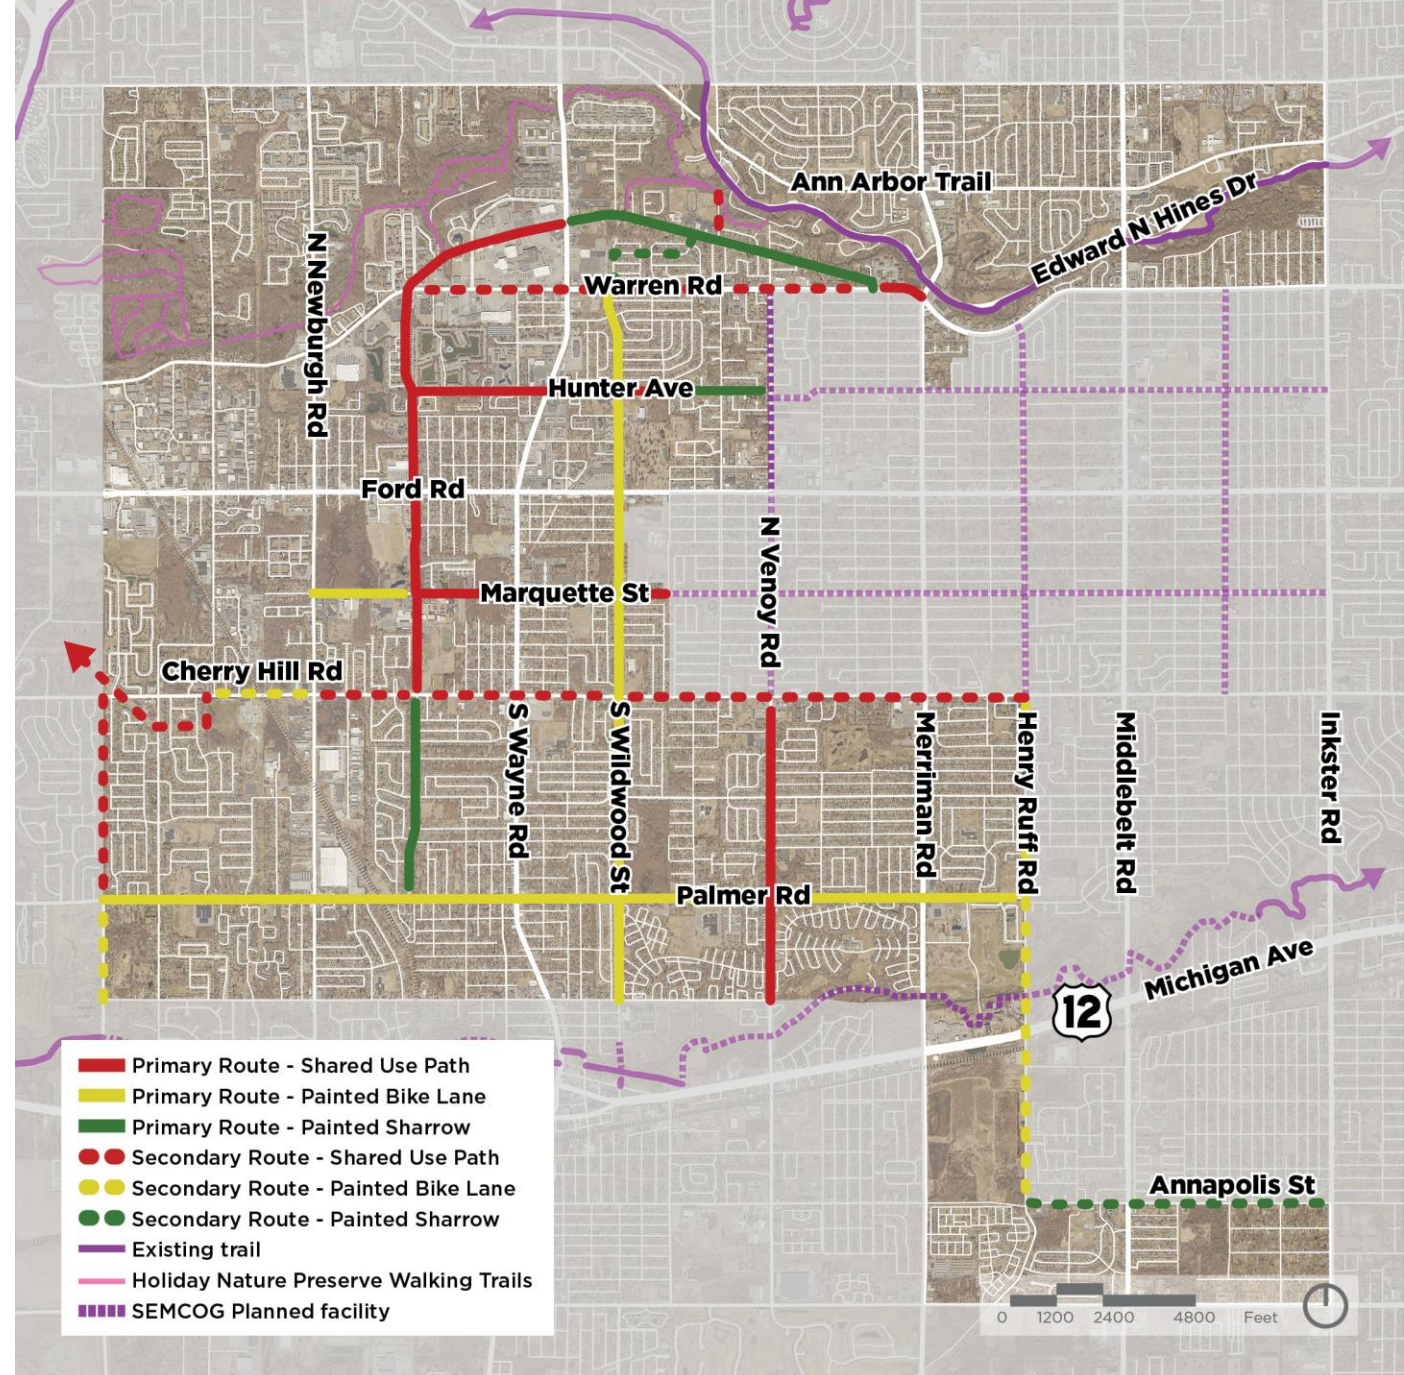 Ann Arbor Trail
Edward N Hines Dr
N Newburgh Rd
Warren Rd
Hunter Ave
Ford Rd
N Venoy Rd
Marquette St
Cherry Hill Rd
S Wayne Rd
S Wildwood St
Merriman Rd
Henry Ruff Rd
Middlebelt Rd
Inkster Rd
Palmer Rd
Michigan Ave
12
Annapolis St
Primary Route - Shared Use Path
Primary Route - Painted Bike Lane
Primary Route - Painted Sharrow
Secondary Route - Shared Use Path
Secondary Route - Painted Bike Lane
Secondary Route - Painted Sharrow
Existing trail
Holiday Nature Preserve Walking Trails
SEMCOG Planned facility
0 1200 2400 4800 Feet